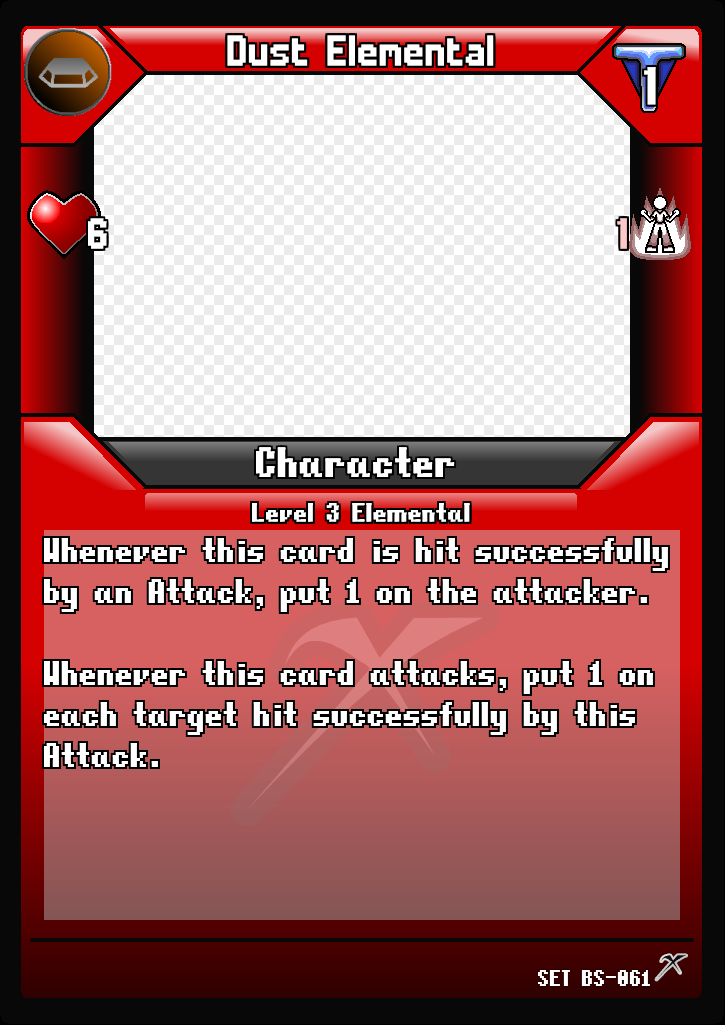 Dust Elemental
1
6
1
Character
Level 3 Elemental
Whenever this card is hit successfully
by an Attack, put 1 on the attacker.
Whenever this card attacks, put 1 on
each target hit successfully by this
Attack.
SET BS-061